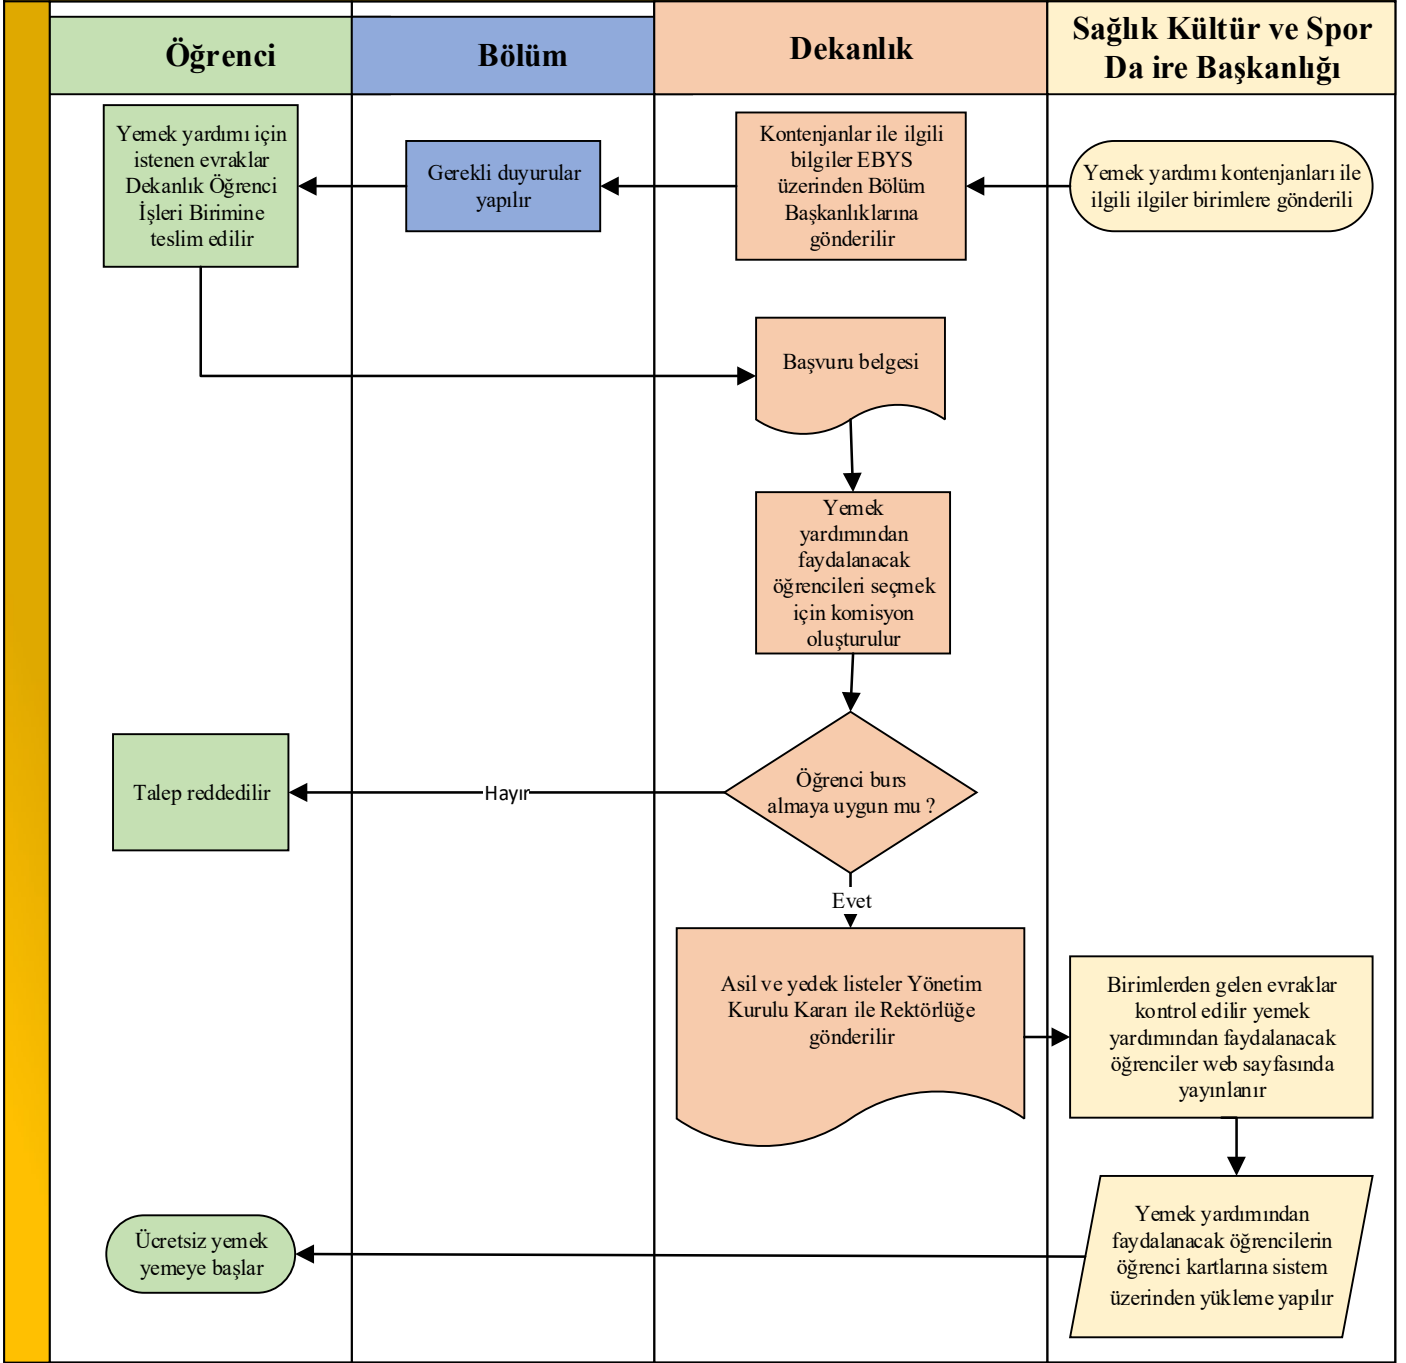 Öğrenci
Bölüm
Dekanlık
Sağlık Kültür ve Spor
Da ire Başkanlığı
Yemek yardımı için
istenen evraklar
Dekanlık Öğrenci
İşleri Birimine
teslim edilir
Gerekli duyurular
yapılır
Kontenjanlar ile ilgili
bilgiler EBYS
üzerinden Bölüm
Başkanlıklarına
gönderilir
Yemek yardımı kontenjanları ile
ilgili ilgiler birimlere gönderili
Başvuru belgesi
Yemek
yardımından
faydalanacak
öğrencileri seçmek
için komisyon
oluşturulur
Talep reddedilir
Hayır
Öğrenci burs
almaya uygun mu ?
Evet
Asil ve yedek listeler Yönetim
Kurulu Kararı ile Rektörlüğe
gönderilir
Birimlerden gelen evraklar
kontrol edilir yemek
yardımından faydalanacak
öğrenciler web sayfasında
yayınlanır
Ücretsiz yemek
yemeye başlar
Yemek yardımından
faydalanacak öğrencilerin
öğrenci kartlarına sistem
üzerinden yükleme yapılır